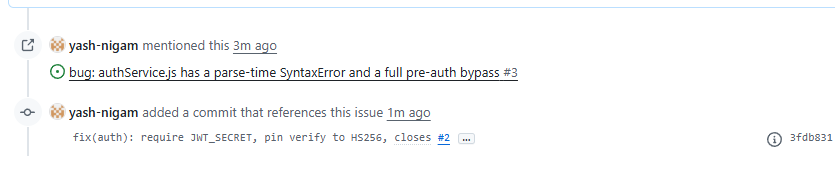 yash-nigam mentioned this 3m ago
bug: authService.js has a parse-time SyntaxError and a full pre-auth bypass #3
yash-nigam added a commit that references this issue 1m ago
fix(auth): require JWT_SECRET, pin verify to HS256, closes #2 ... 3fdb831